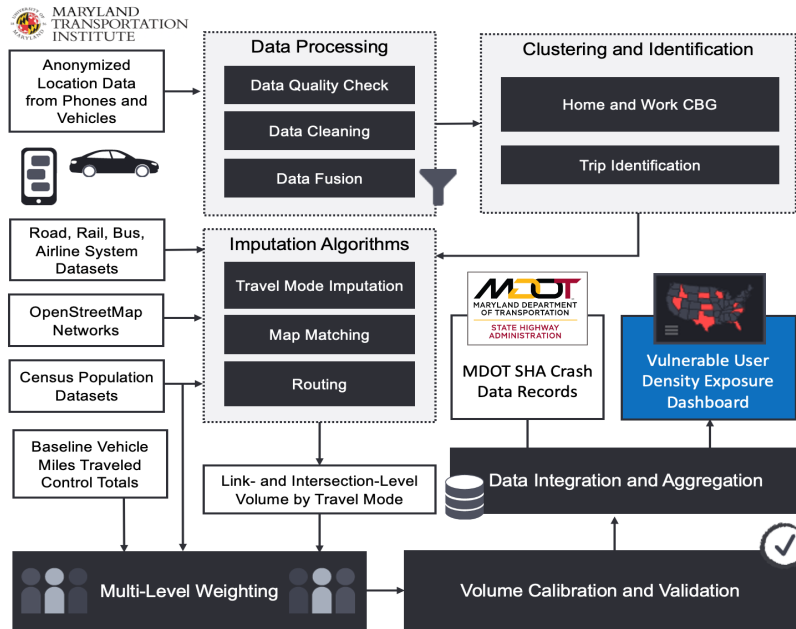 UNIVERSITY OF
MARYLAND
MARYLAND
TRANSPORTATION
INSTITUTE
Anonymized
Location Data
from Phones and
Vehicles
Data Processing
Data Quality Check
Data Cleaning
Data Fusion
Clustering and Identification
Home and Work CBG
Trip Identification
Road, Rail, Bus,
Airline System
Datasets
OpenStreetMap
Networks
Census Population
Datasets
Imputation Algorithms
Travel Mode Imputation
Map Matching
Routing
MDOT
MARYLAND DEPARTMENT
OF TRANSPORTATION
STATE HIGHWAY
ADMINISTRATION
MDOT SHA Crash
Data Records
Vulnerable User
Density Exposure
Dashboard
Baseline Vehicle
Miles Traveled
Control Totals
Link- and Intersection-Level
Volume by Travel Mode
Data Integration and Aggregation
Multi-Level Weighting
Volume Calibration and Validation